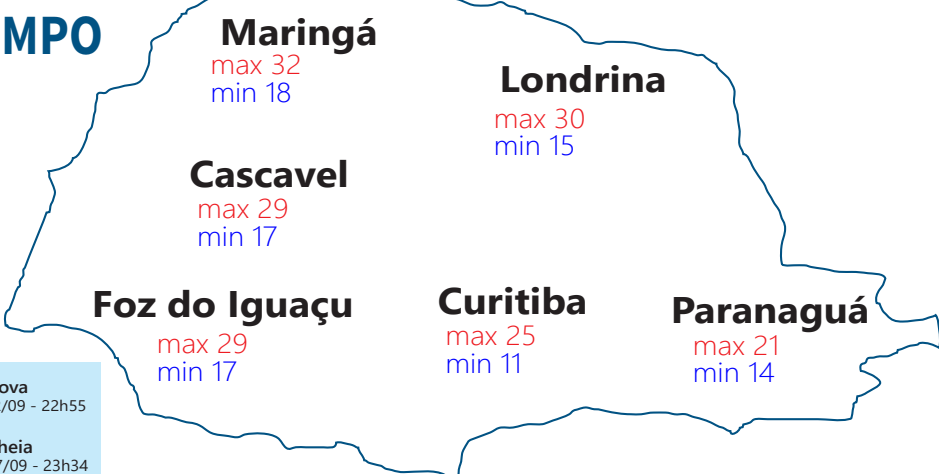 MPO
Maringá
max 32
min 18
Londrina
max 30
min 15
Cascavel
max 29
min 17
Foz do Iguaçu
max 29
min 17
Curitiba
max 25
min 11
Paranaguá
max 21
min 14
ova
/09 - 22h55
heia
7/09 - 23h34